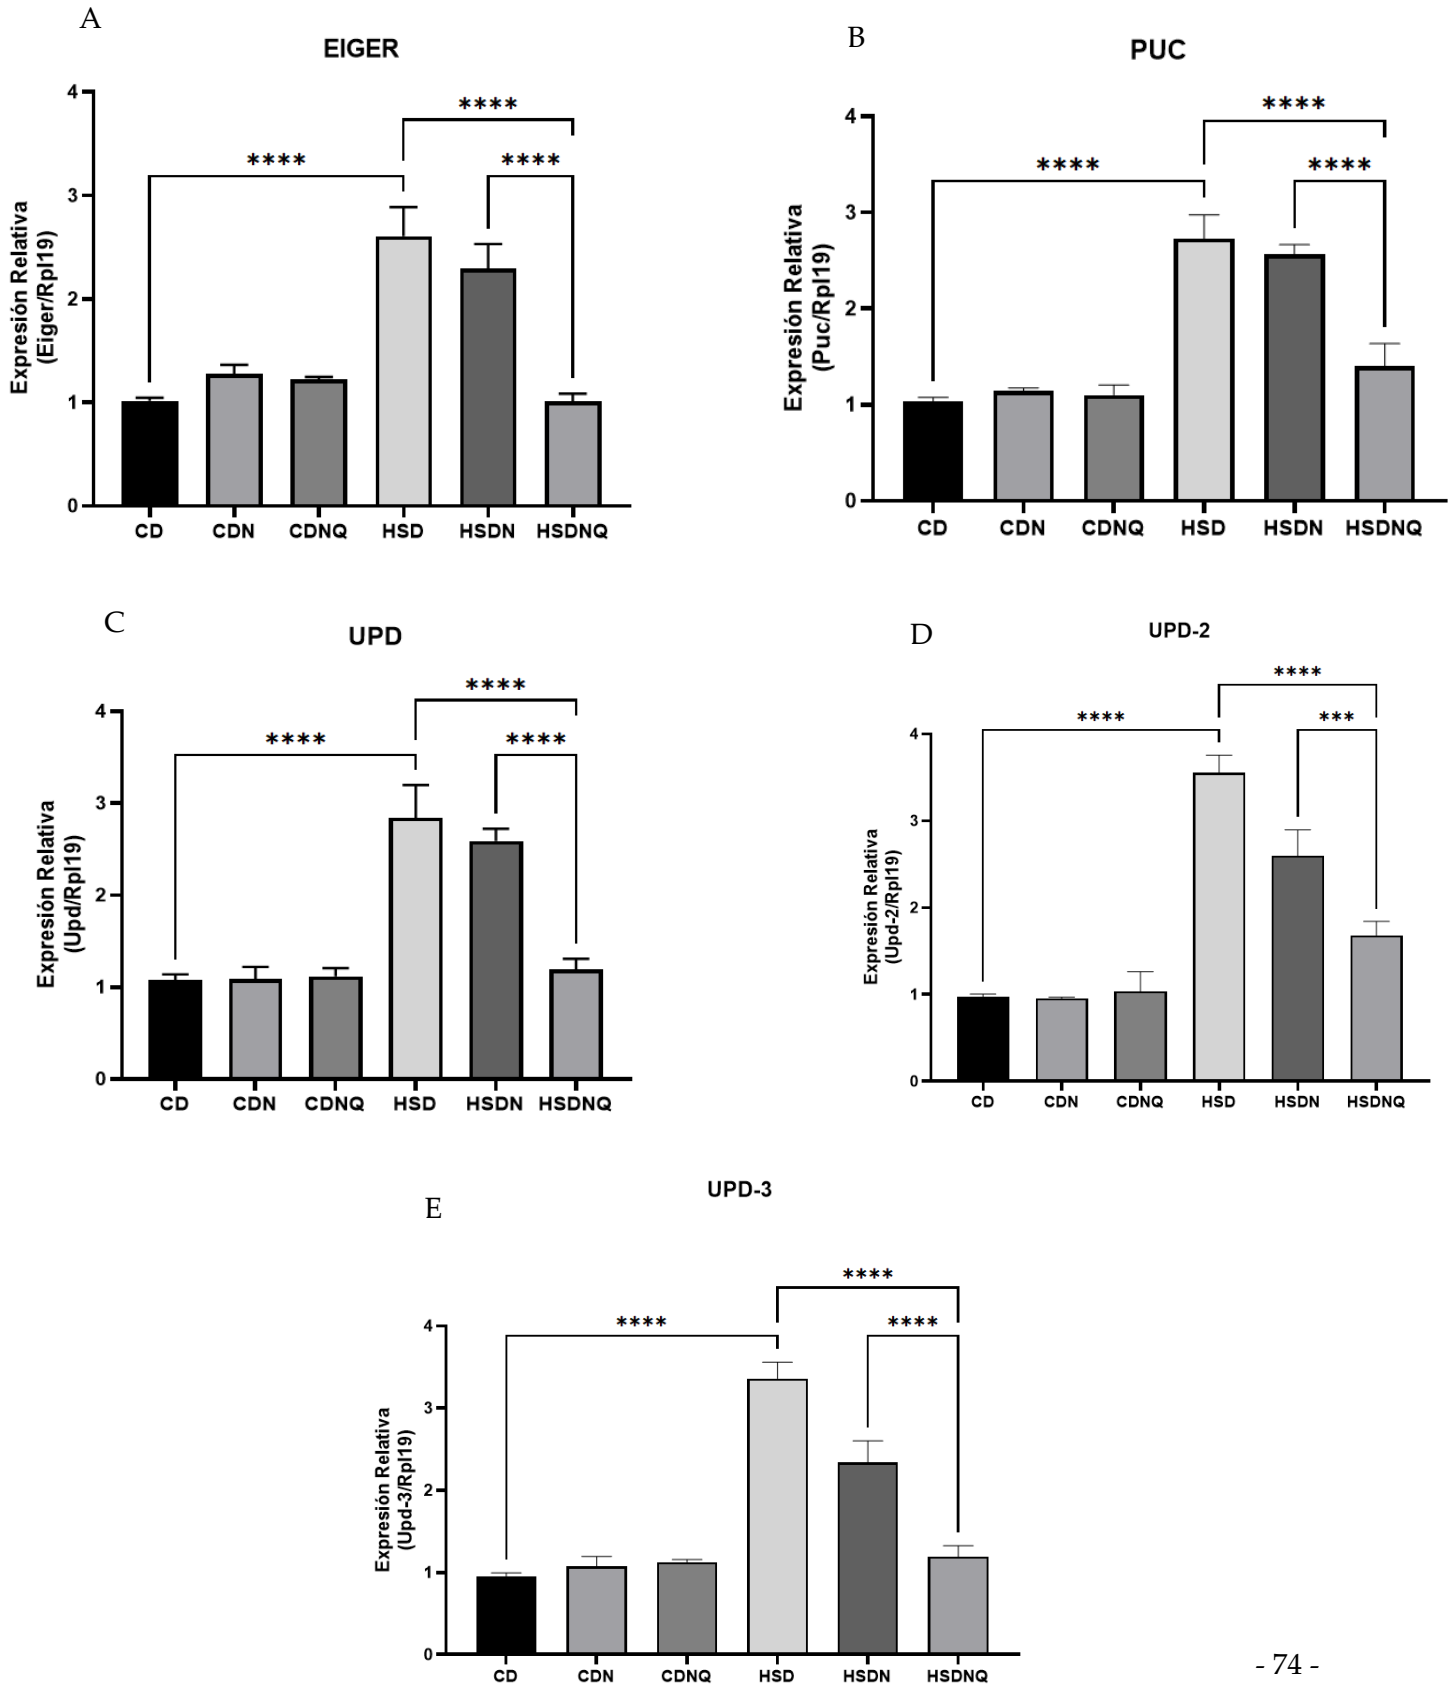 A
EIGER
****
****
****
Expresión Relativa
(Eiger/Rpl19)
4
3
2
1
0
CD CDN CDNQ HSD HSDN HSDNQ
B
PUC
****
****
****
Expresión Relativa
(Puc/Rpl19)
4
3
2
1
0
CD CDN CDNQ HSD HSDN HSDNQ
C
UPD
****
****
****
Expresión Relativa
(Upd/Rpl19)
4
3
2
1
0
CD CDN CDNQ HSD HSDN HSDNQ
D
UPD-2
****
****
***
Expresión Relativa
(Upd-2/Rpl19)
4
3
2
1
0
CD CDN CDNQ HSD HSDN HSDNQ
E
UPD-3
****
****
****
Expresión Relativa
(Upd-3/Rpl19)
4
3
2
1
0
CD CDN CDNQ HSD HSDN HSDNQ
- 74 -